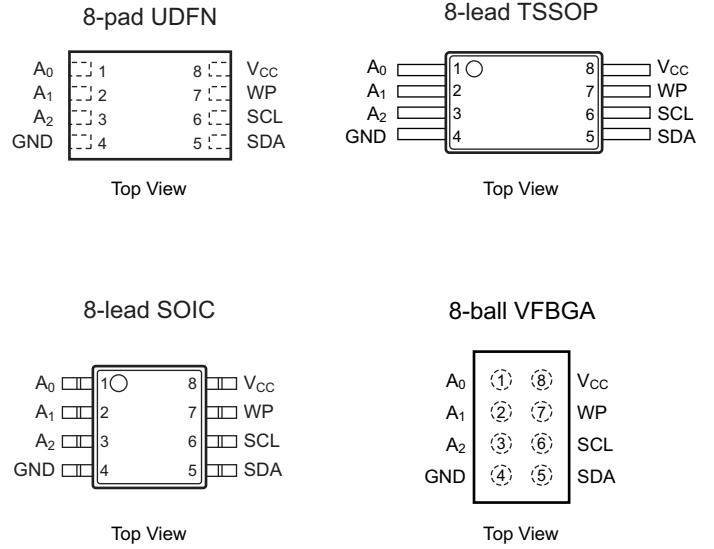 8-pad UDFN
A0 1 8 VCC
A1 2 7 WP
A2 3 6 SCL
GND 4 5 SDA
Top View
8-lead TSSOP
A0 1 8 VCC
A1 2 7 WP
A2 3 6 SCL
GND 4 5 SDA
Top View
8-lead SOIC
A0 1 8 VCC
A1 2 7 WP
A2 3 6 SCL
GND 4 5 SDA
Top View
8-ball VFBGA
A0 1 8 VCC
A1 2 7 WP
A2 3 6 SCL
GND 4 5 SDA
Top View